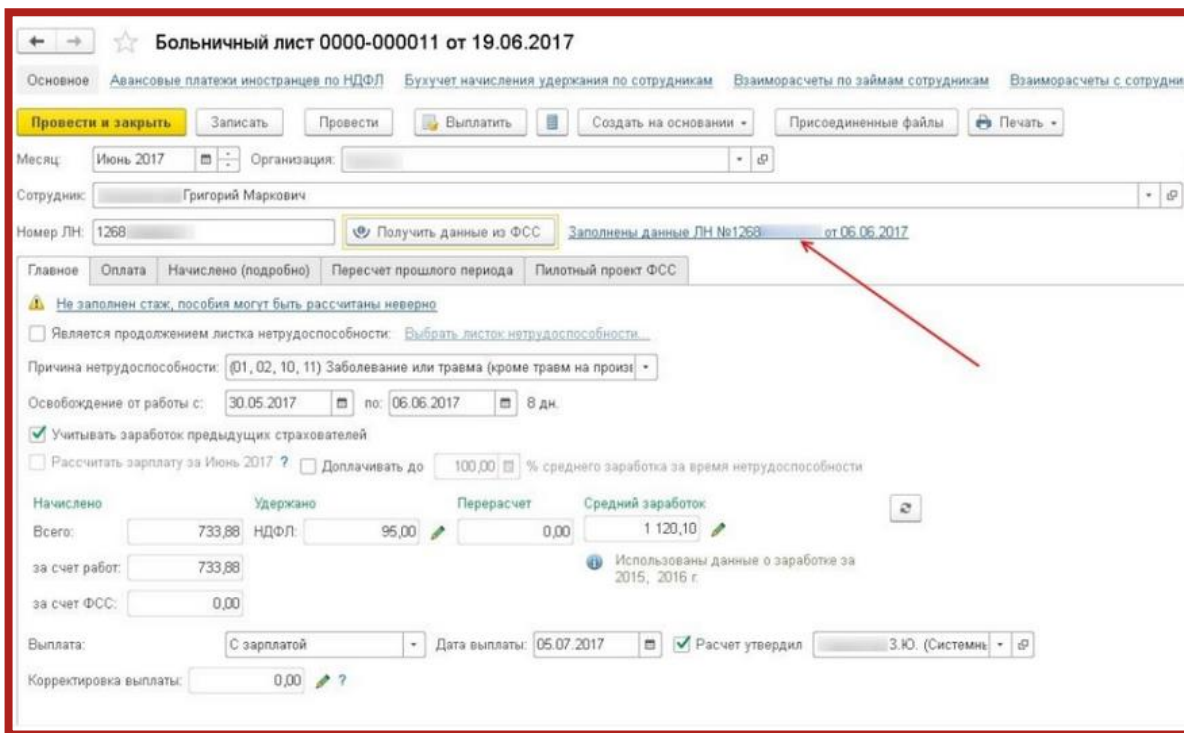 Больничный лист 0000-000011 от 19.06.2017
Основное Авансовые платежи иностранцев по НДФЛ Бухучет начисления удержания по сотрудникам Взаиморасчеты по займам сотрудникам Взаиморасчеты с сотрудни
Провести и закрыть Записать Провести Выплатить Создать на основании Присоединенные файлы Печать
Месяц: Июнь 2017 Организация:
Сотрудник: Григорий Маркович
Номер ЛН: 1268 Получить данные из ФСС Заполнены данные ЛН №1268 от 06.06.2017
Главное Оплата Начислено (подробно) Пересчет прошлого периода Пилотный проект ФСС
Не заполнен стаж, пособия могут быть рассчитаны неверно
Является продолжением листка нетрудоспособности: Выбрать листок нетрудоспособности...
Причина нетрудоспособности: (01, 02, 10, 11) Заболевание или травма (кроме травм на произв
Освобождение от работы с: 30.05.2017 по: 06.06.2017 8 дн.
Учитывать заработок предыдущих страхователей
Рассчитать зарплату за Июнь 2017 ? Доплачивать до 100,00 % среднего заработка за время нетрудоспособности
Начислено Удержано Перерасчет Средний заработок
Всего: 733,88 НДФЛ: 95,00 0,00 1 120,10
за счет работ: 733,88 Использованы данные о заработке за
2015, 2016 г.
за счет ФСС: 0,00
Выплата: С зарплатой Дата выплаты: 05.07.2017 Расчет утвердил З.Ю. (Системнь
Корректировка выплаты: 0,00 ?